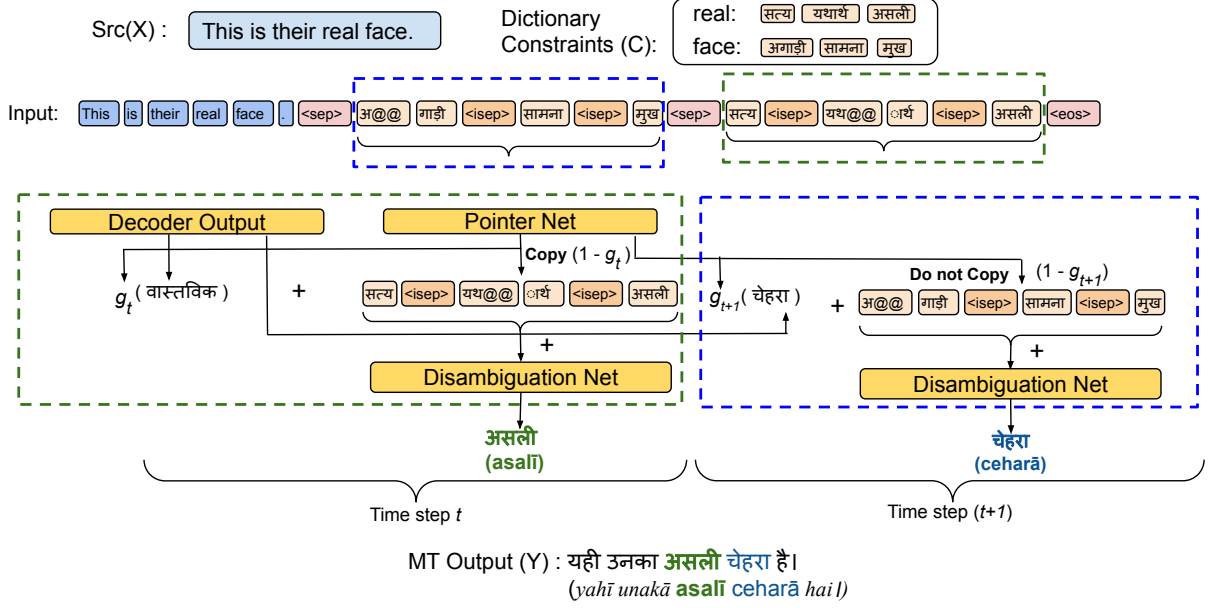 Src(X) : This is their real face.
Dictionary Constraints (C):
real: सत्य यथार्थ असली
face: अगाड़ी सामना मुख
Input: This is their real face . <sep> अ@@ गाड़ी <isep> सामना <isep> मुख <sep> सत्य <isep> यथ@@ ार्थ <isep> असली <eos>
Decoder Output
Pointer Net
Copy (1 - gt)
gt(वास्तविक) + सत्य <isep> यथ@@ ार्थ <isep> असली
+
Disambiguation Net
असली
(asalī)
Time step t
Do not Copy (1 - gt+1)
gt+1(चेहरा) + अ@@ गाड़ी <isep> सामना <isep> मुख
+
Disambiguation Net
चेहरा
(ceharā)
Time step (t+1)
MT Output (Y) : यही उनका असली चेहरा है।
(yahī unakā asalī ceharā hai।)